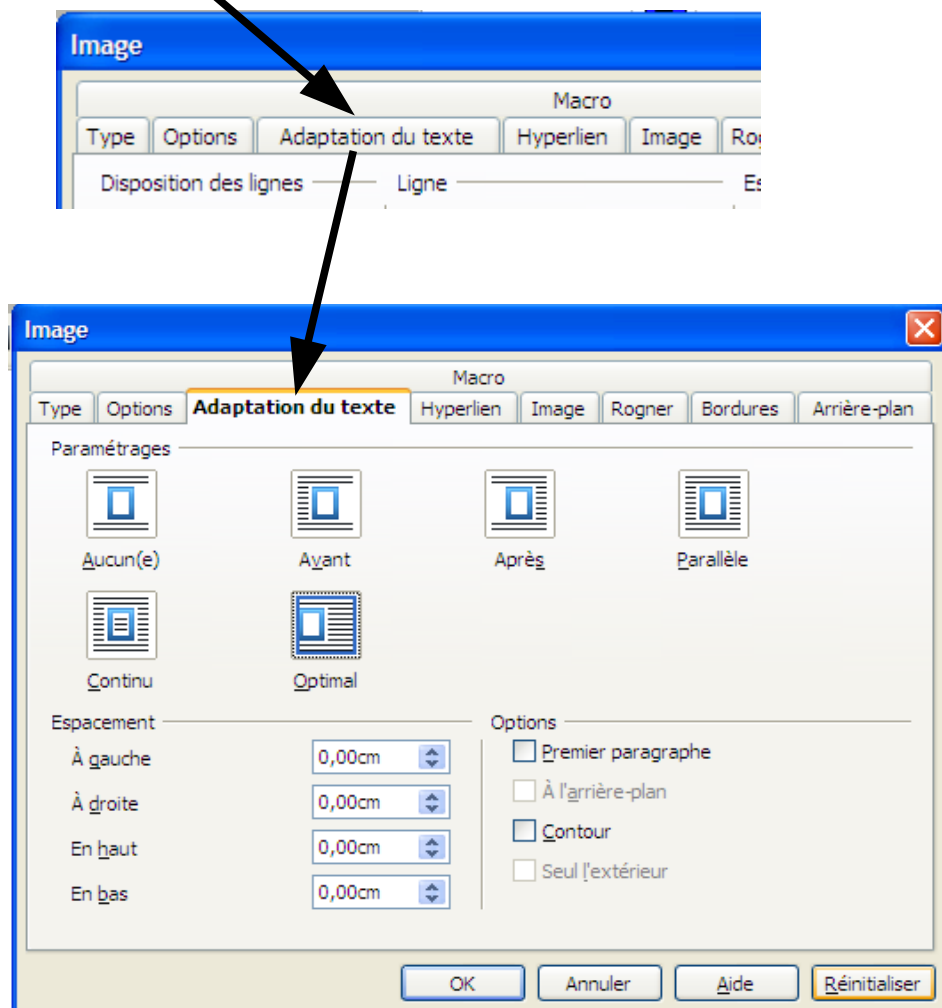 Image
Macro
Type Options Adaptation du texte Hyperlien Image
Disposition des lignes Ligne
Image
Macro
Type Options Adaptation du texte Hyperlien Image Rogner Bordures Arrière-plan
Paramétrages
Aucun(e) Avant Après Parallèle
Continu Optimal
Espacement Options
À gauche 0,00cm Premier paragraphe
À droite 0,00cm À l'arrière-plan
En haut 0,00cm Contour
En bas 0,00cm Seul l'extérieur
OK Annuler Aide Réinitialiser